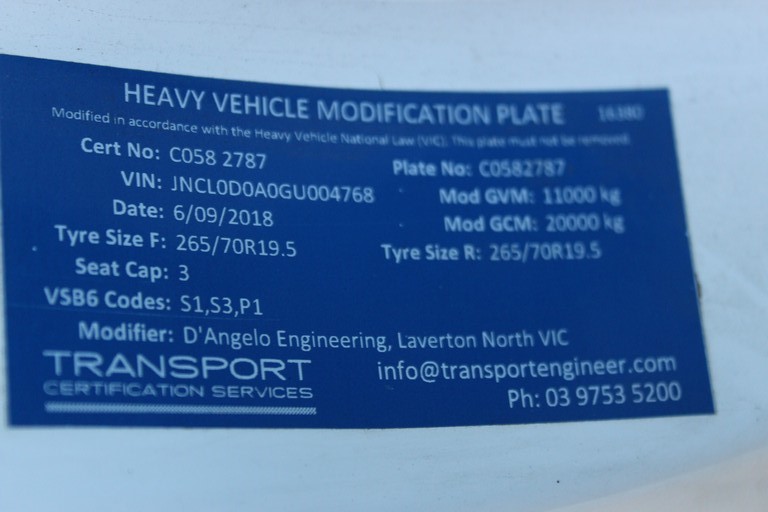 HEAVY VEHICLE MODIFICATION PLATE 16380
Modified in accordance with the Heavy Vehicle National Law (VIC). This plate must not be removed.
Cert No: C058 2787 Plate No: C0582787
VIN: JNCL0D0A0GU004768 Mod GVM: 11000 kg
Date: 6/09/2018 Mod GCM: 20000 kg
Tyre Size F: 265/70R19.5 Tyre Size R: 265/70R19.5
Seat Cap: 3
VSB6 Codes: S1,S3,P1
Modifier: D'Angelo Engineering, Laverton North VIC
TRANSPORT info@transportengineer.com
CERTIFICATION SERVICES Ph: 03 9753 5200